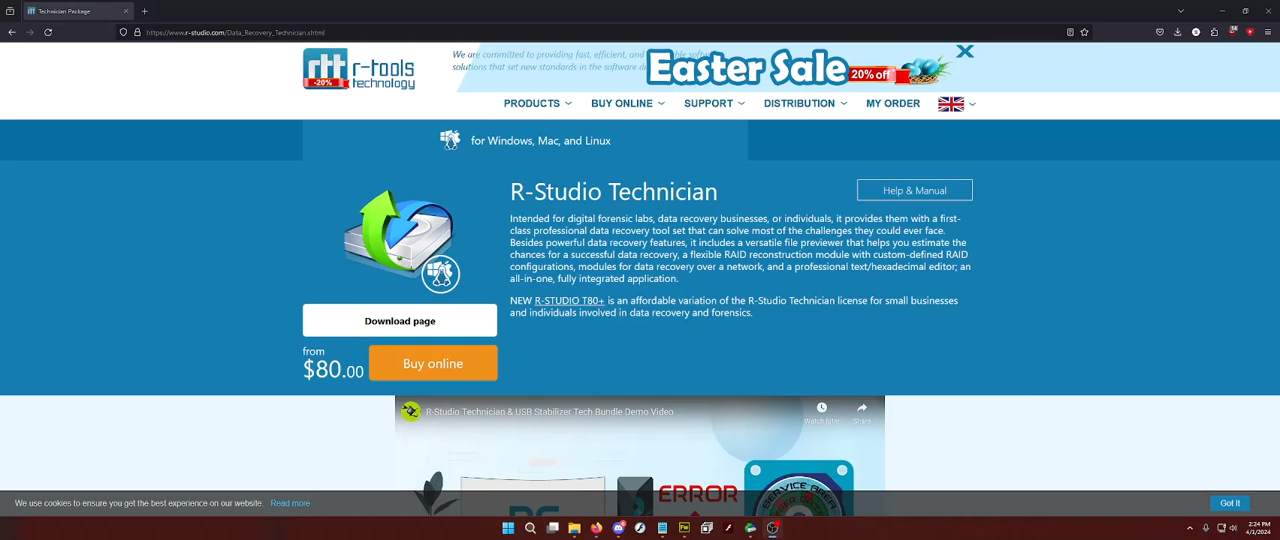 Technician Package
https://www.r-studio.com/Data_Recovery_Technician.shtml
rtt r-tools technology
-20%
We are committed to providing fast, efficient, and
solutions that set new standards in the software
Easter Sale
20% off
PRODUCTS
BUY ONLINE
SUPPORT
DISTRIBUTION
MY ORDER
for Windows, Mac, and Linux
R-Studio Technician
Help & Manual
Intended for digital forensic labs, data recovery businesses, or individuals, it provides them with a first-
class professional data recovery tool set that can solve most of the challenges they could ever face.
Besides powerful data recovery features, it includes a versatile file previewer that helps you estimate the
chances for a successful data recovery, a flexible RAID reconstruction module with custom-defined RAID
configurations, modules for data recovery over a network, and a professional text/hexadecimal editor; an
all-in-one, fully integrated application.
NEW R-STUDIO T80+ is an affordable variation of the R-Studio Technician license for small businesses
and individuals involved in data recovery and forensics.
Download page
from
$80.00
Buy online
R-Studio Technician & USB Stabilizer Tech Bundle Demo Video
Watch later
Share
ERROR
SERVICE AREA
We use cookies to ensure you get the best experience on our website. Read more
Got It
2:24 PM
4/1/2024